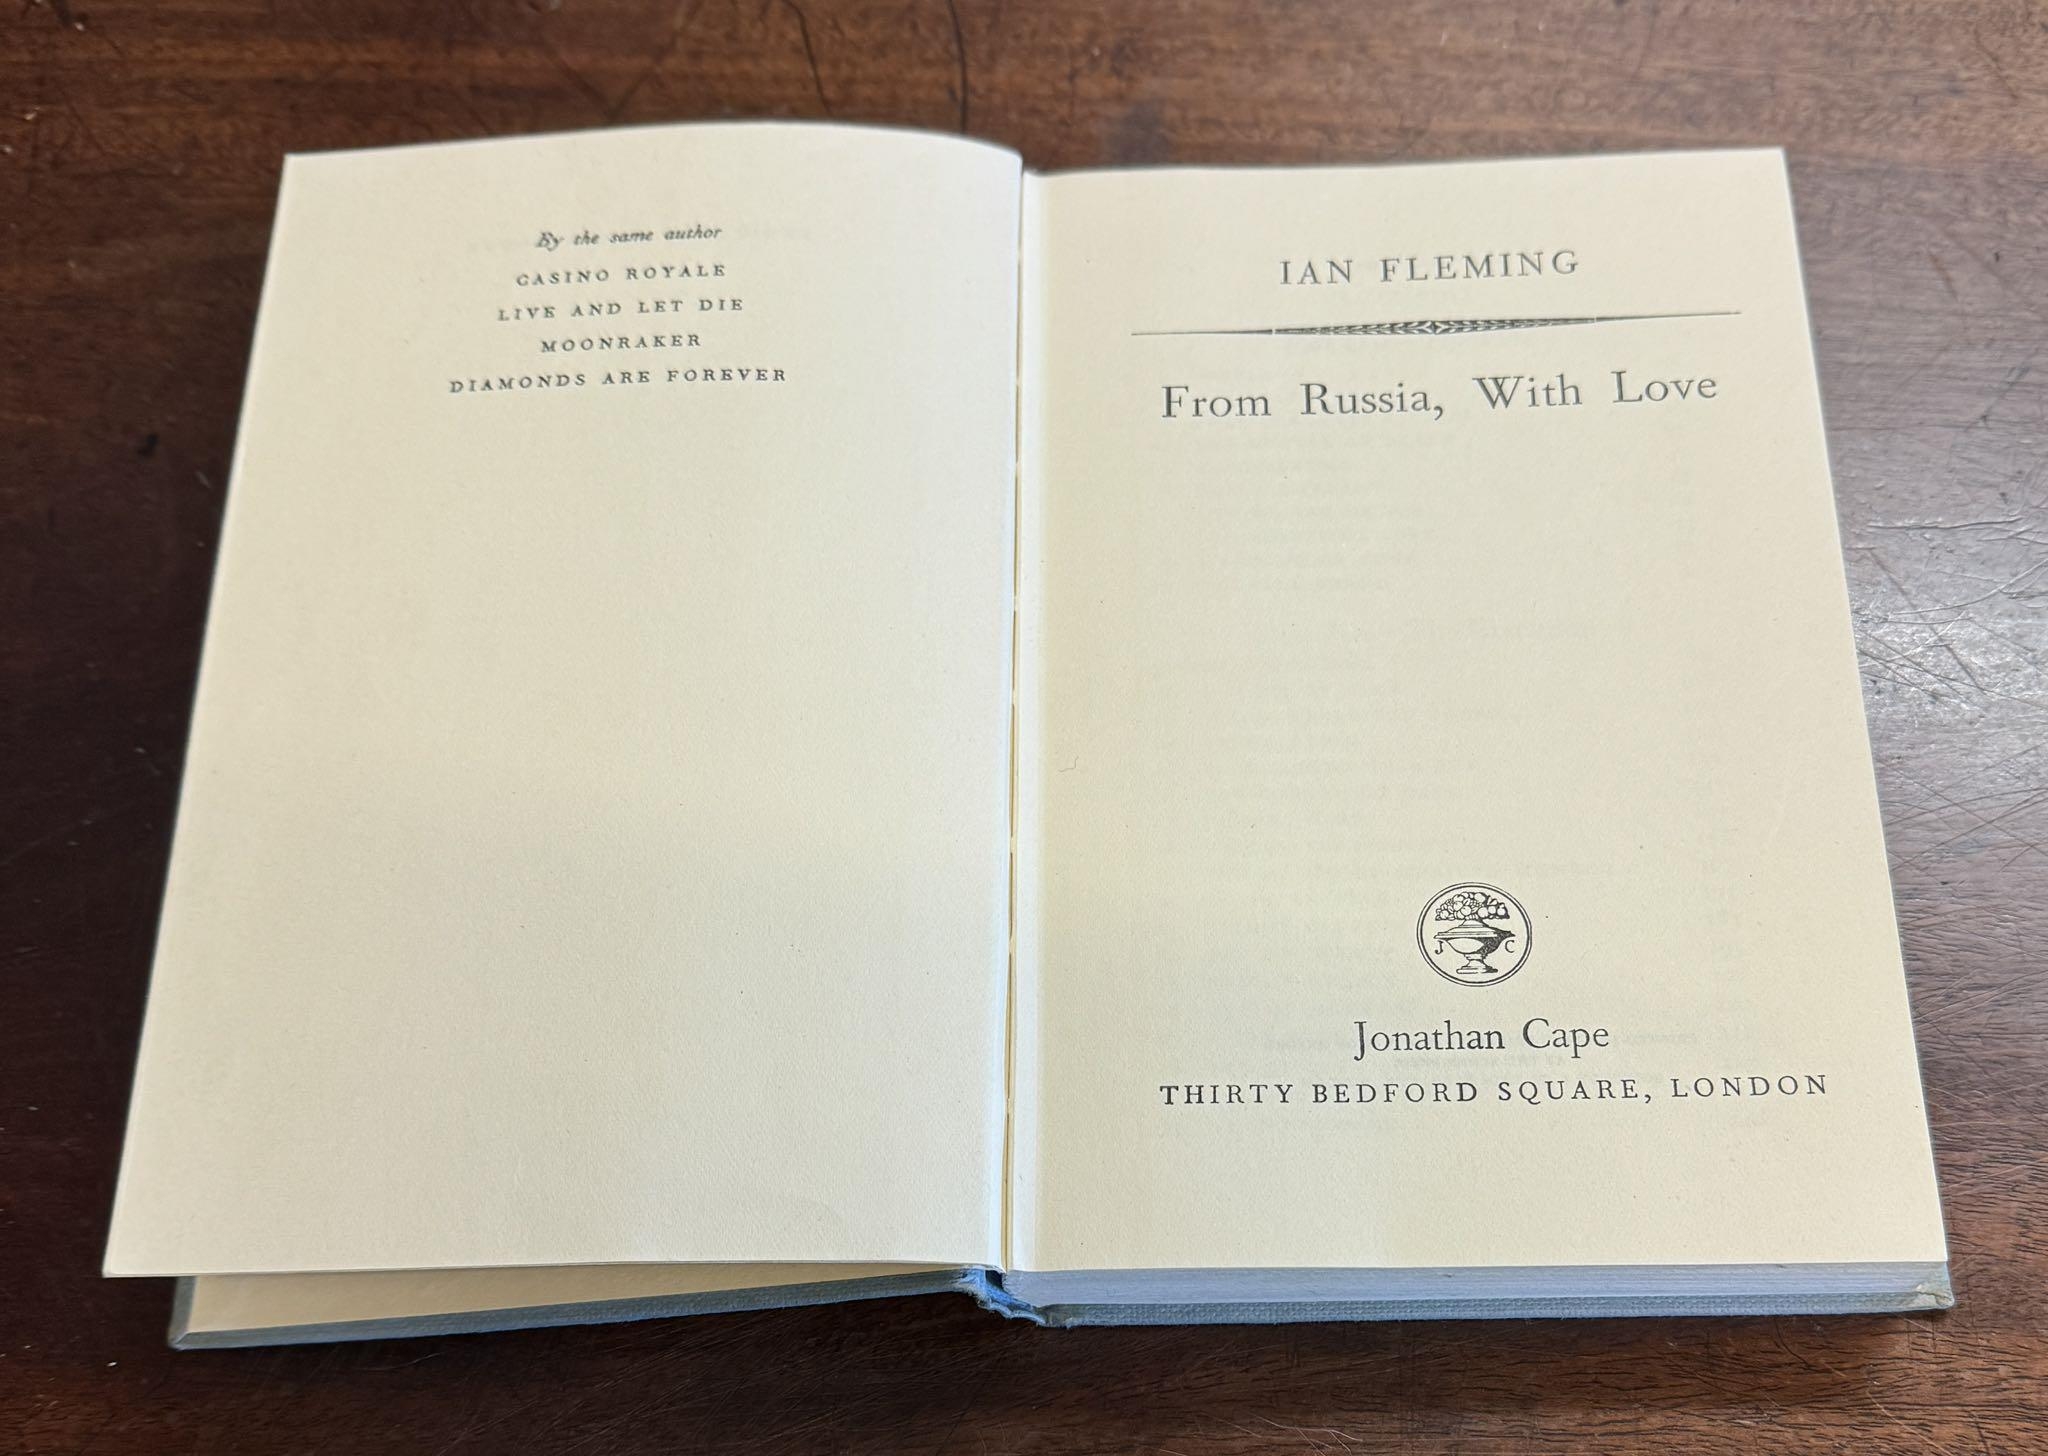 By the same author
CASINO ROYALE
LIVE AND LET DIE
MOONRAKER
DIAMONDS ARE FOREVER
IAN FLEMING
From Russia, With Love
J C
Jonathan Cape
THIRTY BEDFORD SQUARE, LONDON